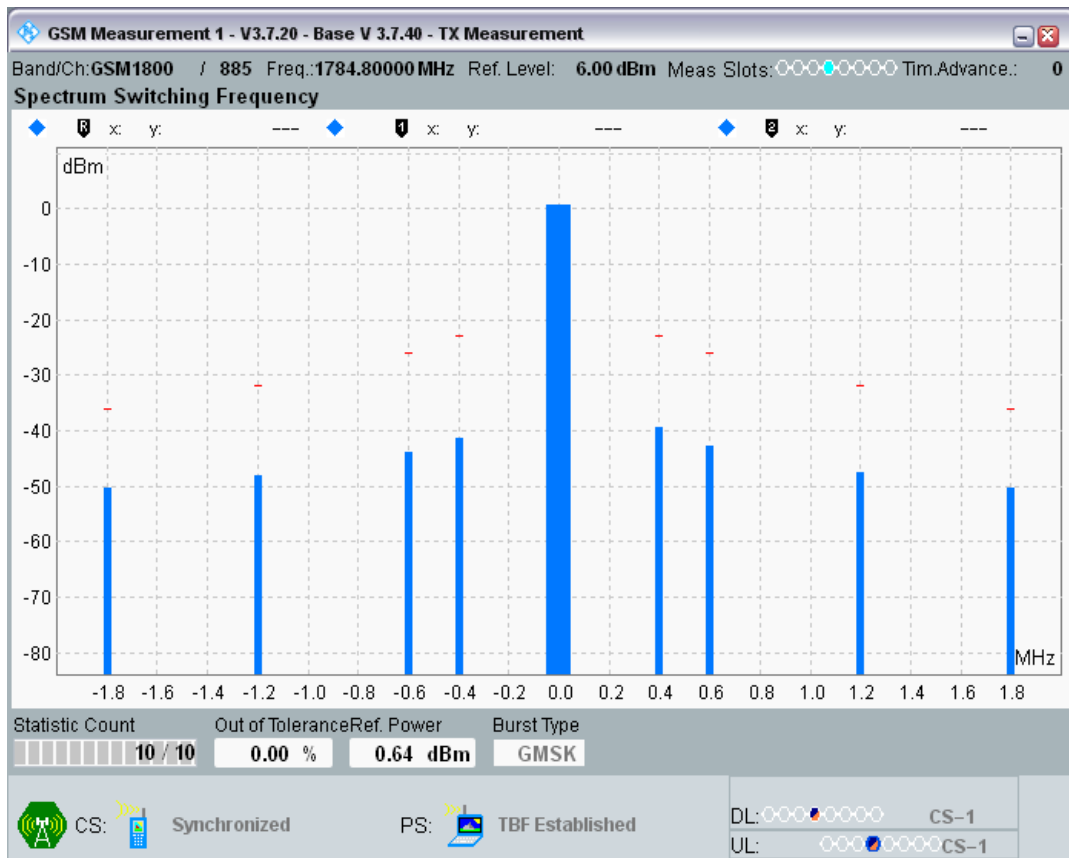 GSM Measurement 1 - V3.7.20 - Base V 3.7.40 - TX Measurement
Band/Ch:GSM1800 / 885 Freq.:1784.80000 MHz Ref. Level: 6.00 dBm Meas Slots: Tim.Advance.: 0
Spectrum Switching Frequency
R x: y: --- 1 x: y: --- 2 x: y: ---
dBm
0
-10
-20
-30
-40
-50
-60
-70
-80
MHz
-1.8 -1.6 -1.4 -1.2 -1.0 -0.8 -0.6 -0.4 -0.2 0.0 0.2 0.4 0.6 0.8 1.0 1.2 1.4 1.6 1.8
Statistic Count Out of Tolerance Ref. Power Burst Type
10 / 10 0.00 % 0.64 dBm GMSK
CS: Synchronized PS: TBF Established
DL: CS-1
UL: CS-1